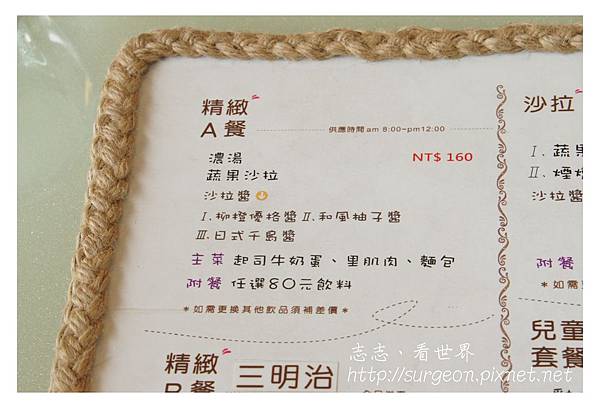 精緻
A 餐
供應時間 am 8:00~pm12:00
濃湯
NT$ 160
蔬果沙拉
沙拉醬
I.柳橙優格醬 II.和風柚子醬
III.日式千島醬
主菜 起司牛奶蛋、里肌肉、麵包
附餐 任選80元飲料
*如需更換其他飲品須補差價*
精緻
B 餐
三明治
沙拉
I. 蔬果
II. 煙
沙拉醬
附餐
*如需
兒童
套餐
志志、看世界
http://surgeon.pixnet.net